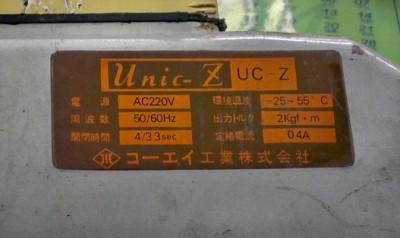 Unic-Z UC-Z
電源 AC220V 環境温度 -25~55°C
周波数 50/60Hz 出力トルク 2Kgf·m
開閉時間 4/3.3sec 定格電流 0.4A
コーエイ工業株式会社